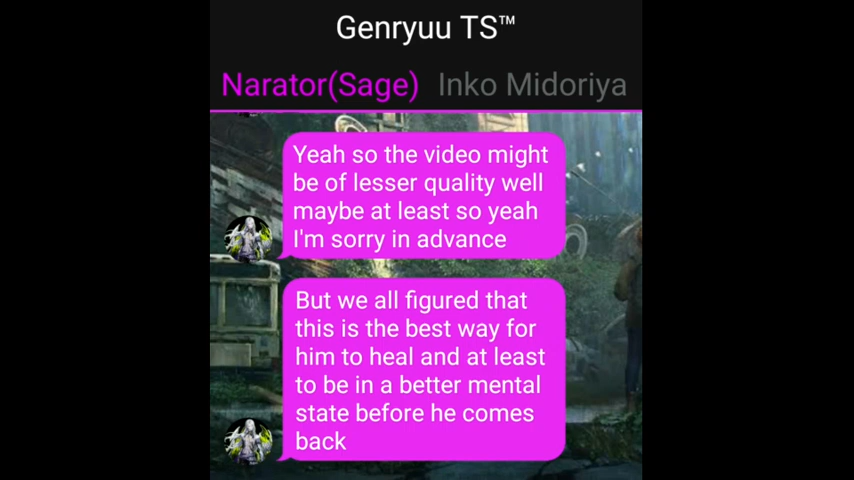 Genryuu TS™
Narator(Sage) Inko Midoriya
Yeah so the video might
be of lesser quality well
maybe at least so yeah
I'm sorry in advance
But we all figured that
this is the best way for
him to heal and at least
to be in a better mental
state before he comes
back